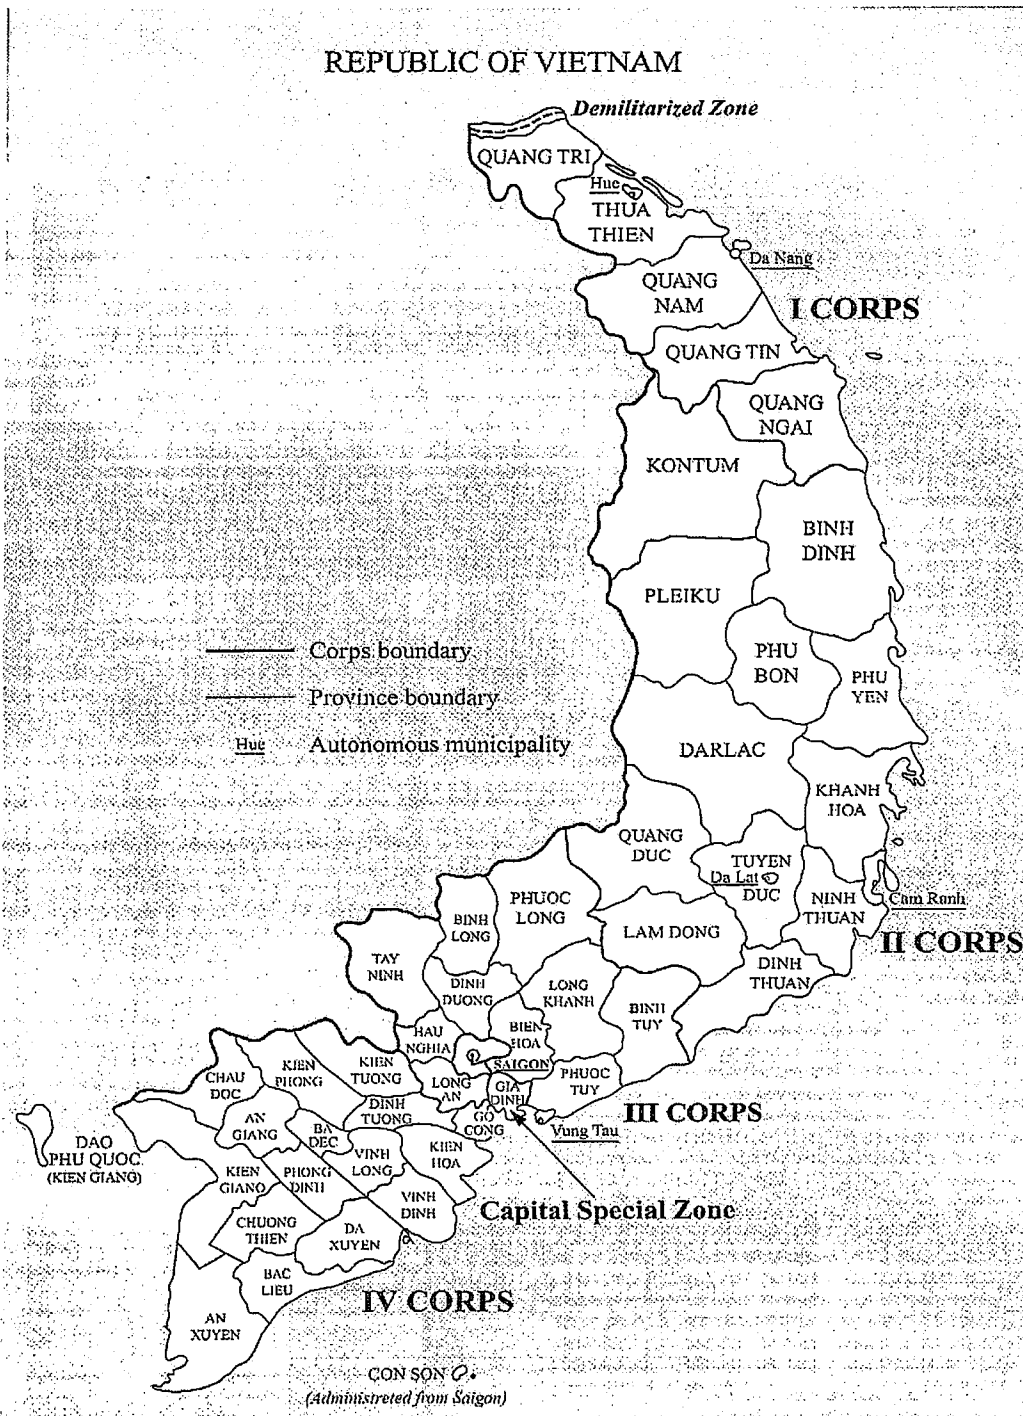 REPUBLIC OF VIETNAM
Demilitarized Zone
QUANG TRI
Hue
THUA
THIEN
Da Nang
QUANG
NAM
I CORPS
QUANG TIN
QUANG
NGAI
KONTUM
BINH
DINH
PLEIKU
PHU
BON
PHU
YEN
Corps boundary
Province boundary
Hue
Autonomous municipality
DARLAC
KHANH
HOA
QUANG
DUC
TUYEN
Da Lat
DUC
NINH
THUAN
Cam Ranh
II CORPS
PHUOC
LONG
BINH
LONG
LAM DONG
TAY
NINH
DINH
THUAN
DINH
DUONG
LONG
KHANH
BINH
TUY
HAU
NGHIA
BIEN
HOA
SAIGON
KIEN
PHONG
KIEN
TUONG
CHAU
DOC
LONG
AN
GIA
DINH
PHUOC
TUY
III CORPS
DINH
TUONG
GO
CONG
Vung Tau
AN
GIANG
BA
DEC
VINH
LONG
KIEN
HOA
DAO
PHU QUOC
(KIEN GIANG)
KIEN
GIANO
PHONG
DINH
VINH
DINH
Capital Special Zone
CHUONG
THIEN
DA
XUYEN
BAC
LIEU
IV CORPS
AN
XUYEN
CON SON
(Administreted from Saigon)